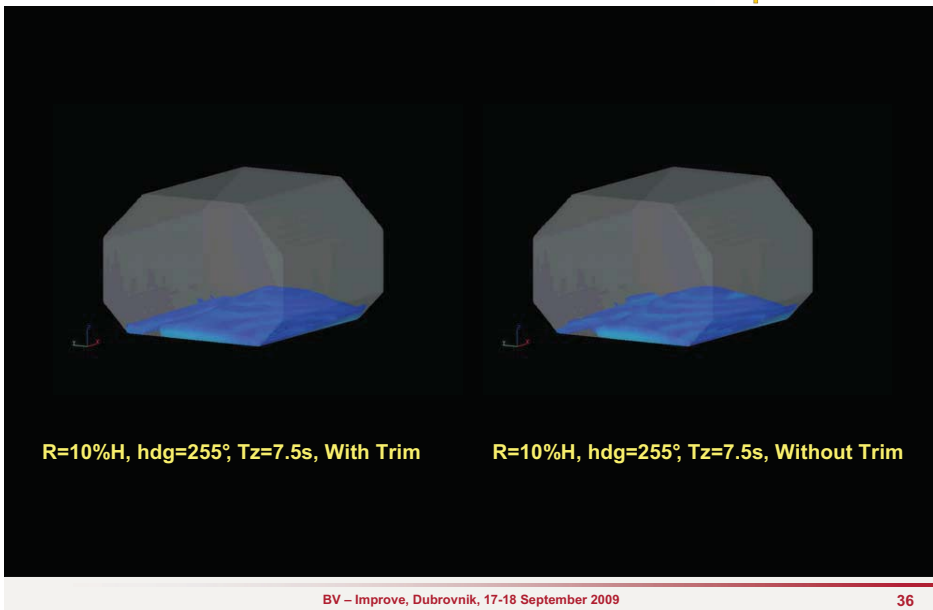 R=10%H, hdg=255°, Tz=7.5s, With Trim
R=10%H, hdg=255°, Tz=7.5s, Without Trim
BV – Improve, Dubrovnik, 17-18 September 2009
36